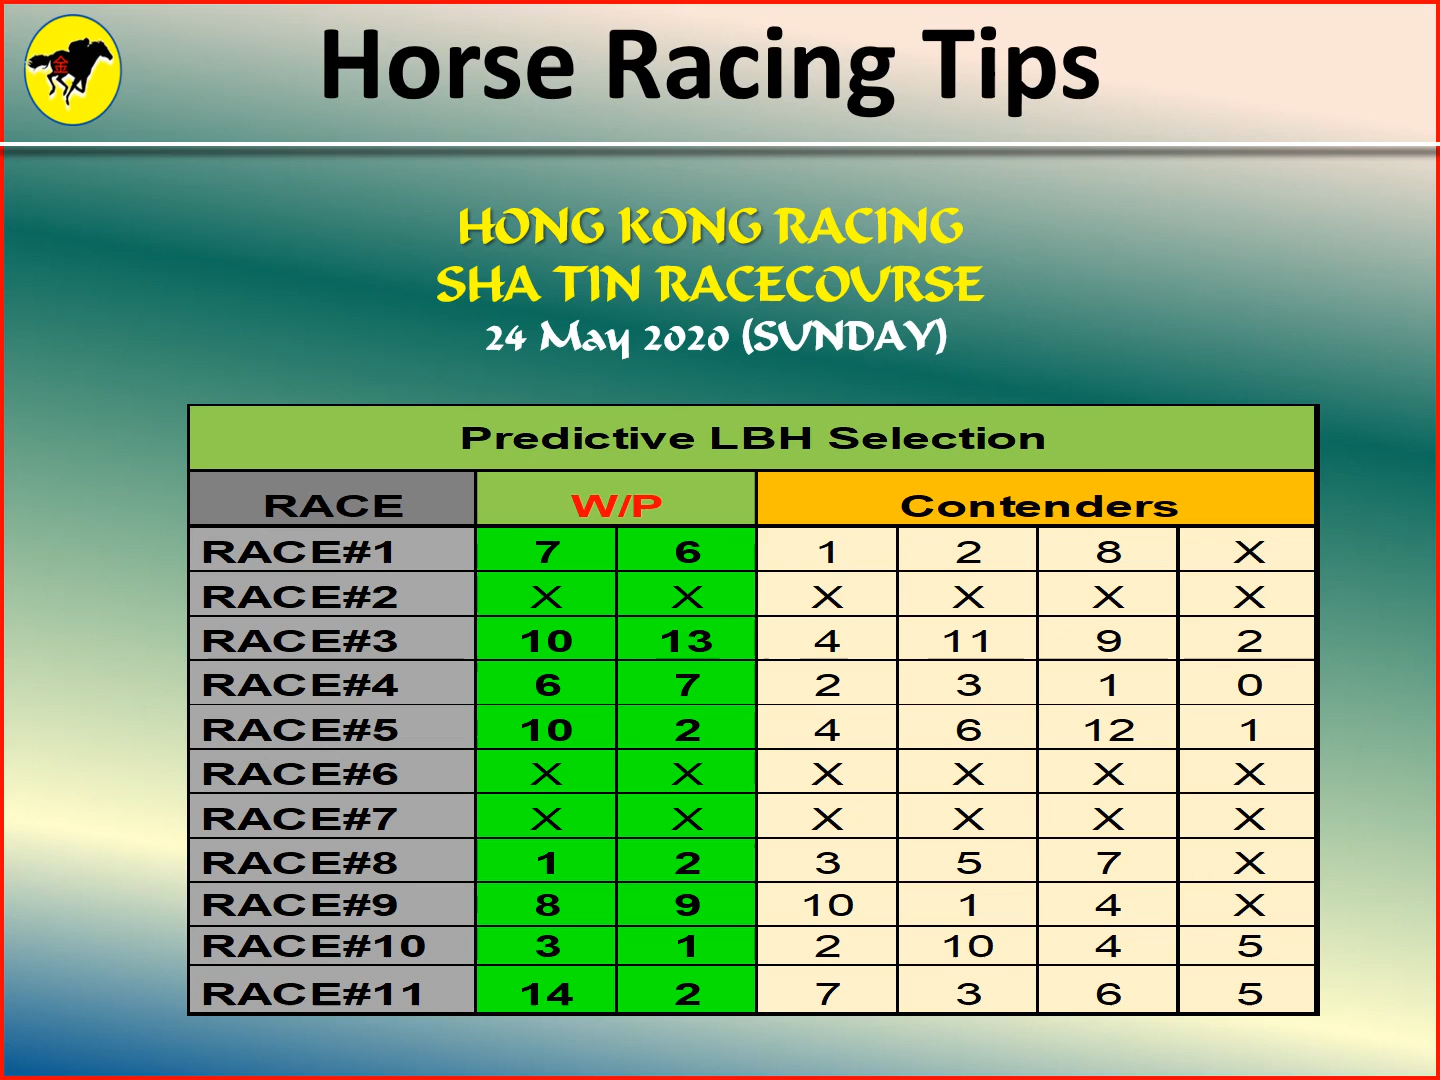 金
Horse Racing Tips
HONG KONG RACING
SHA TIN RACECOURSE
24 May 2020 (SUNDAY)
Predictive LBH Selection
RACE W/P Contenders
RACE#1 7 6 1 2 8 X
RACE#2 X X X X X X
RACE#3 10 13 4 11 9 2
RACE#4 6 7 2 3 1 0
RACE#5 10 2 4 6 12 1
RACE#6 X X X X X X
RACE#7 X X X X X X
RACE#8 1 2 3 5 7 X
RACE#9 8 9 10 1 4 X
RACE#10 3 1 2 10 4 5
RACE#11 14 2 7 3 6 5